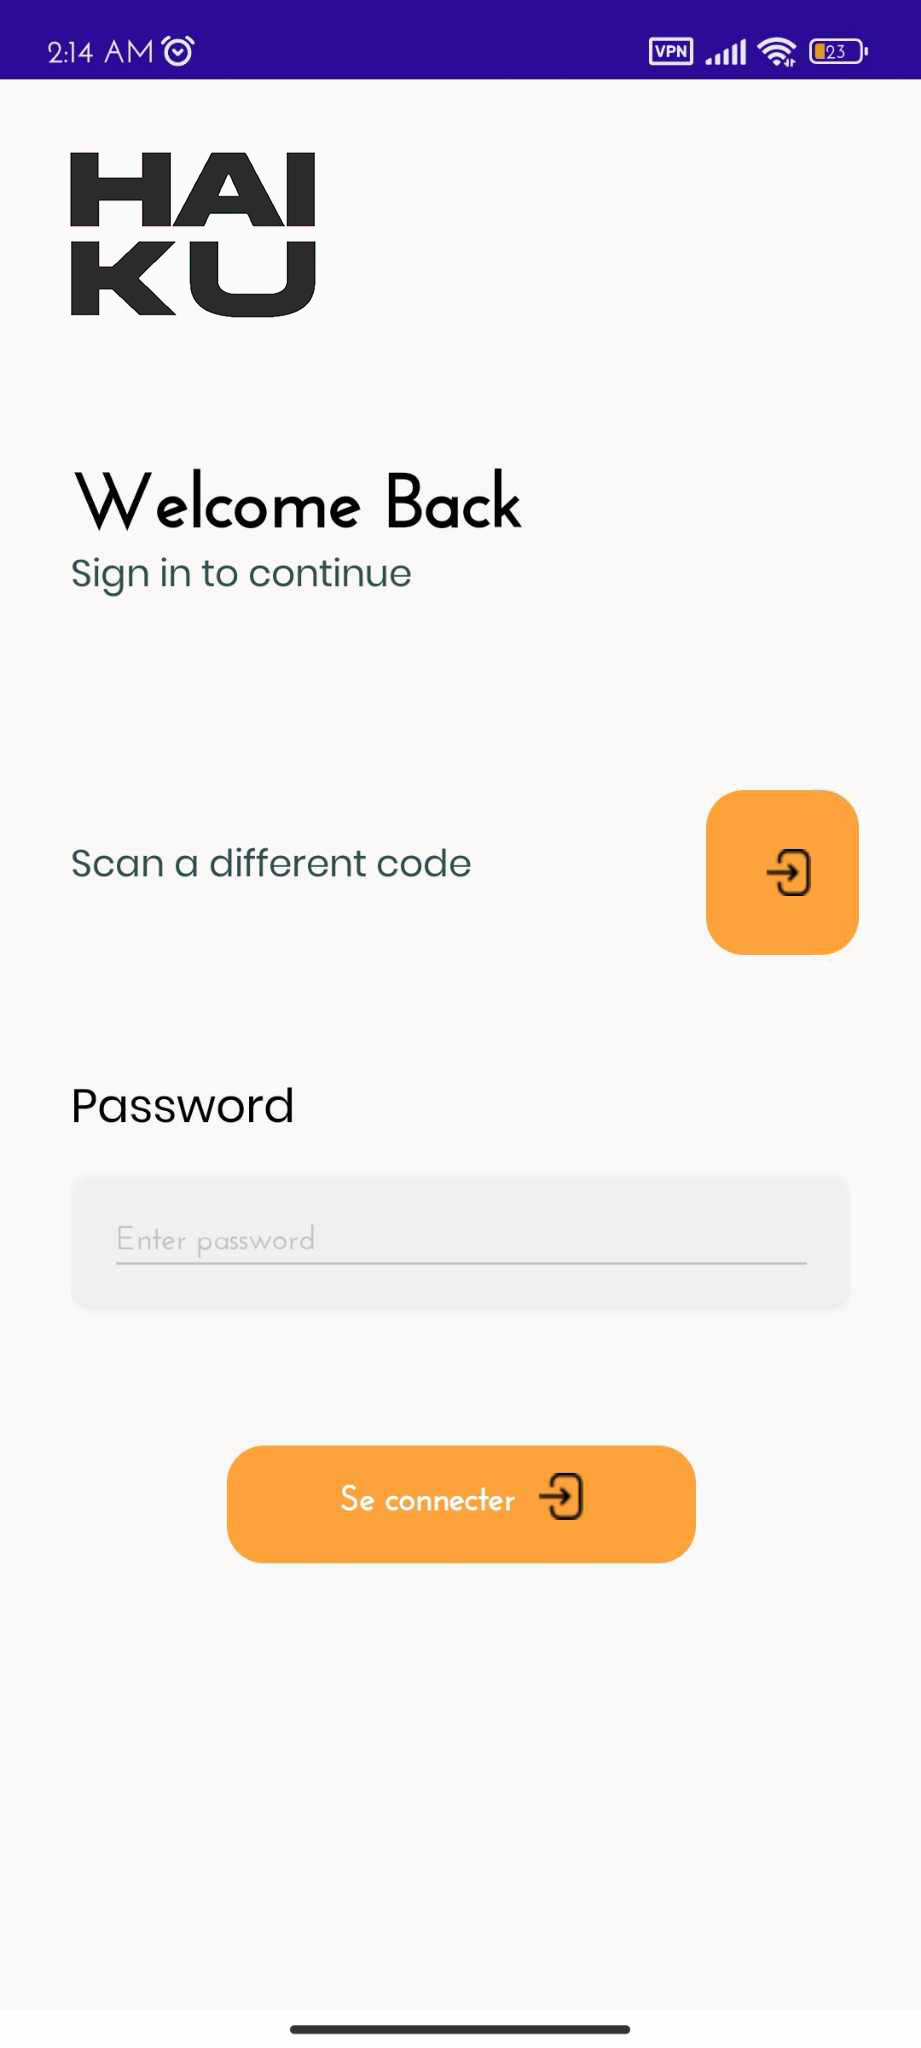 2:14 AM VPN 23
HAI
KU
Welcome Back
Sign in to continue
Scan a different code
Password
Enter password
Se connecter